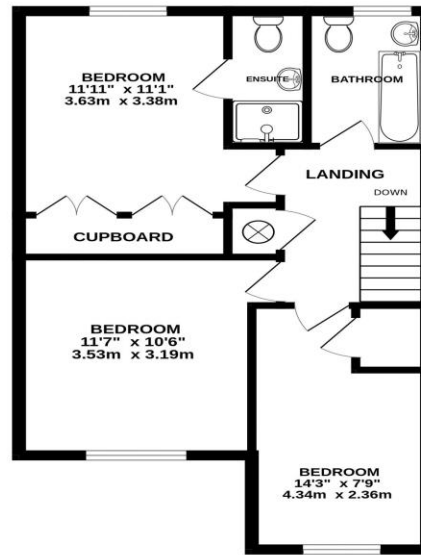 BEDROOM
11'11" x 11'1"
3.63m x 3.38m
ENSUITE
BATHROOM
LANDING
DOWN
CUPBOARD
BEDROOM
11'7" x 10'6"
3.53m x 3.19m
BEDROOM
14'3" x 7'9"
4.34m x 2.36m